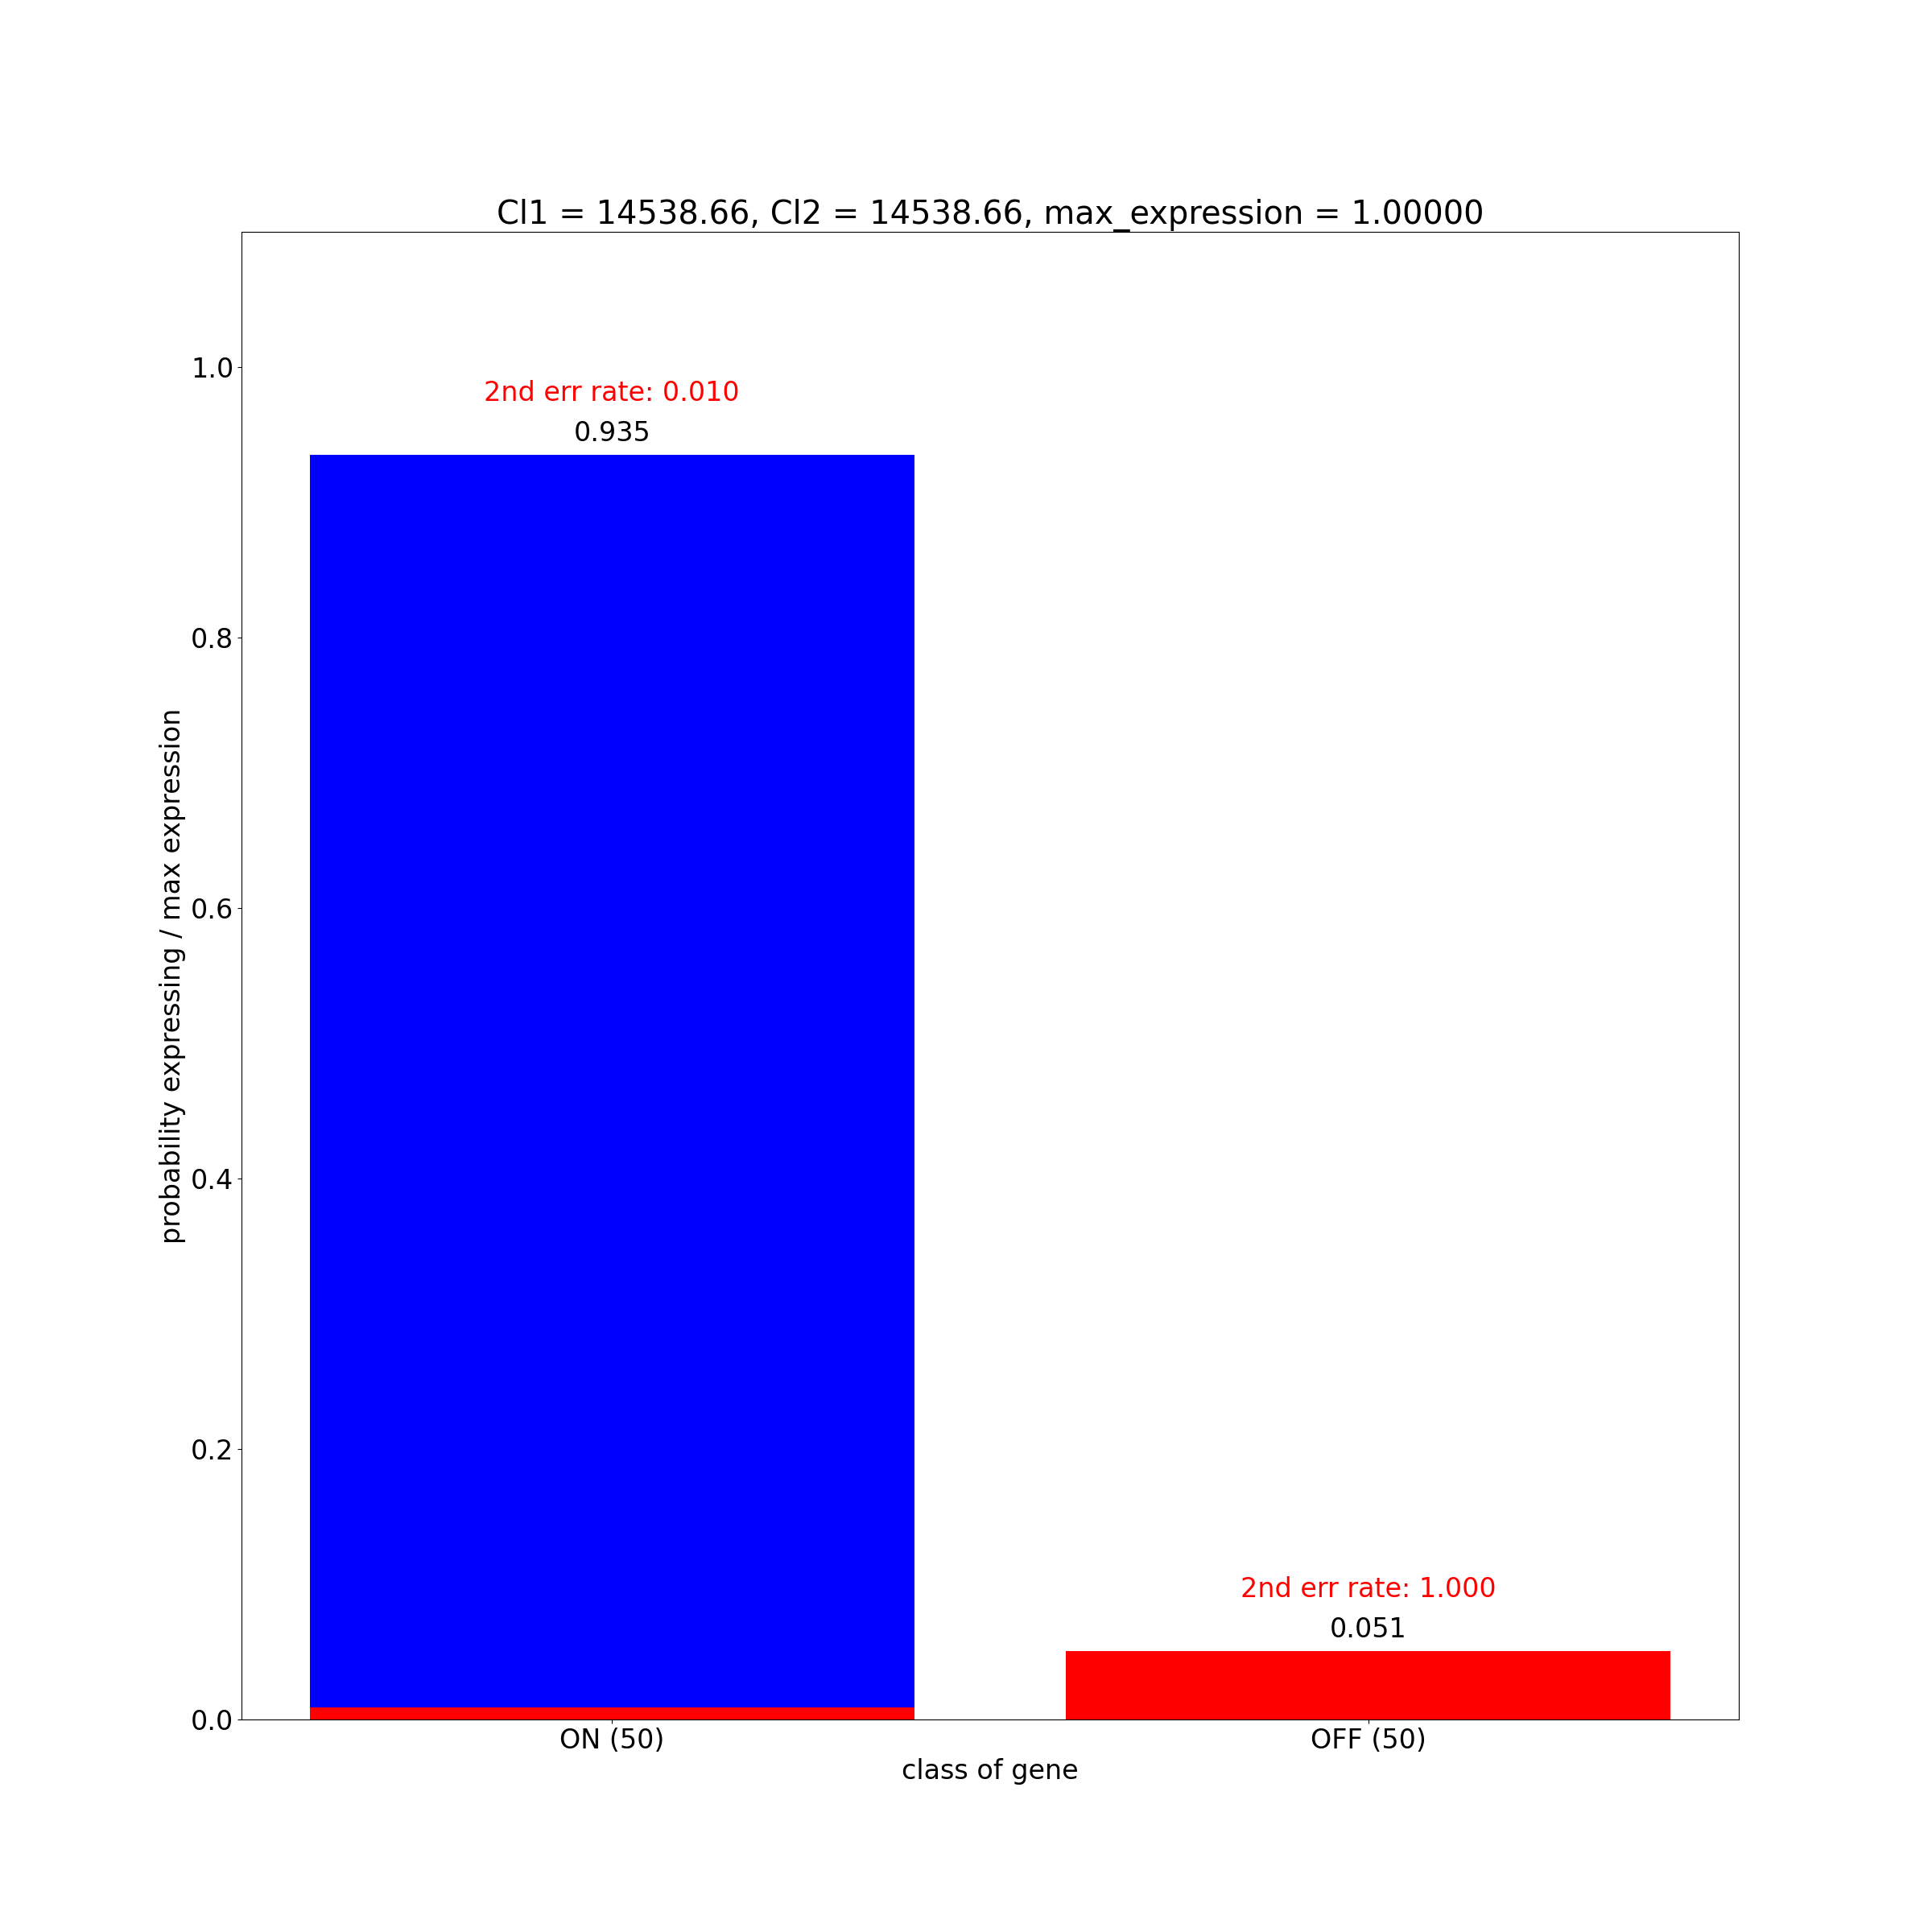 Cl1 = 14538.66, Cl2 = 14538.66, max_expression = 1.00000
1.0
2nd err rate: 0.010
0.935
0.8
probability expressing / max expression
0.6
0.4
0.2
2nd err rate: 1.000
0.051
0.0
ON (50)
OFF (50)
class of gene